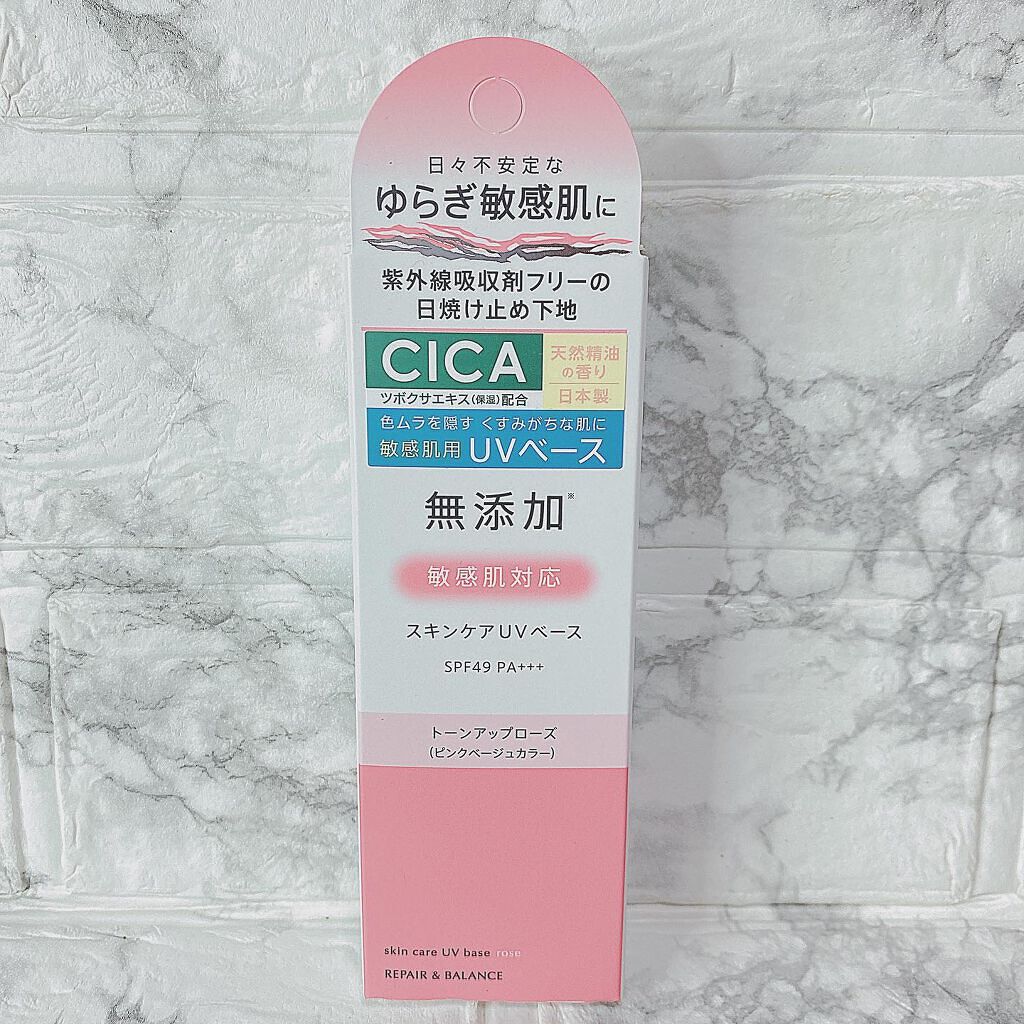 日々不安定な
ゆらぎ敏感肌に
紫外線吸収剤フリーの
日焼け止め下地
CICA
ツボクサエキス(保湿)配合
天然精油
の香り
日本製
色ムラを隠す くすみがちな肌に
敏感肌用 UVベース
無添加※
敏感肌対応
スキンケアUVベース
SPF49 PA+++
トーンアップローズ
(ピンクベージュカラー)
skin care UV base rose
REPAIR & BALANCE